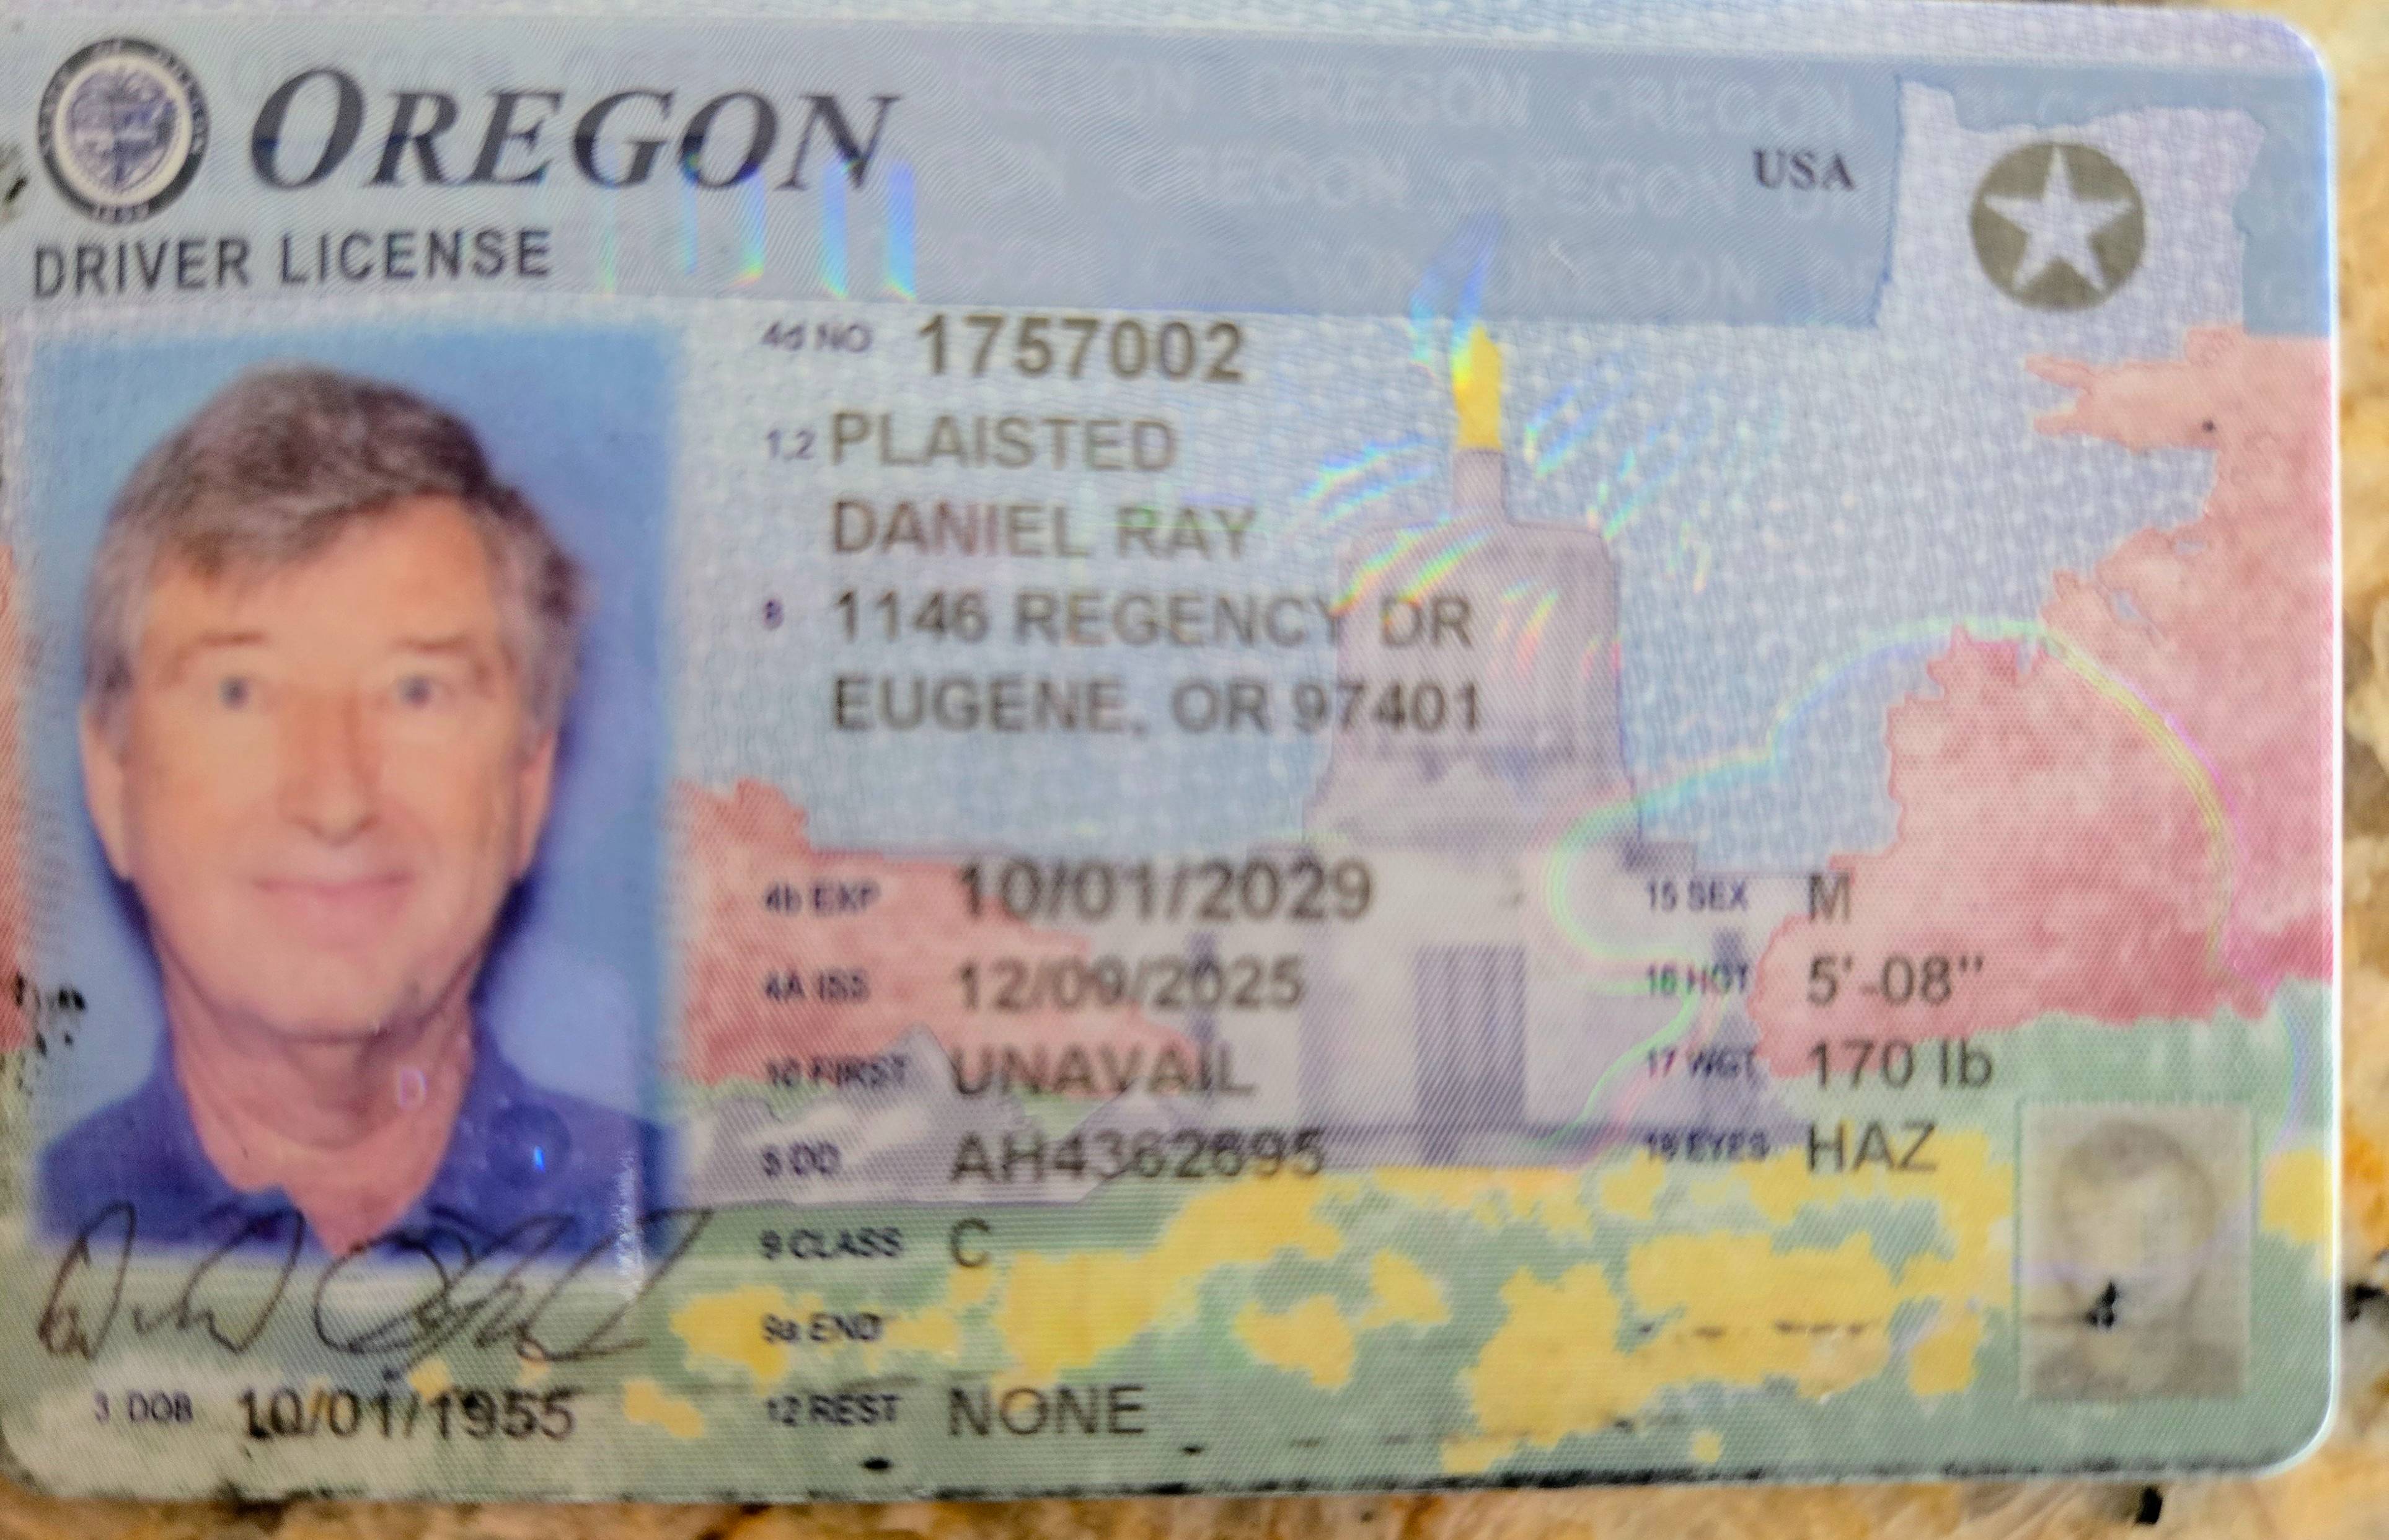 OREGON
USA
DRIVER LICENSE
4d NO 1757002
1,2 PLAISTED
DANIEL RAY
8 1146 REGENCY DR
EUGENE, OR 97401
4b EXP 10/01/2029 15 SEX M
4A ISS 12/09/2025 16 HGT 5'-08"
10 FIRST UNAVAIL 17 WGT 170 lb
5 DD AH4362695 18 EYES HAZ
9 CLASS C
9a END
12 REST NONE
3 DOB 10/01/1955